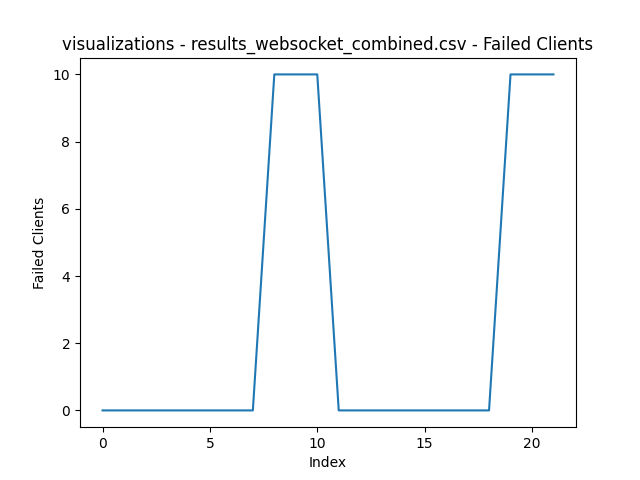 visualizations - results_websocket_combined.csv - Failed Clients
10
8
6
4
2
0
Failed Clients
0 5 10 15 20
Index